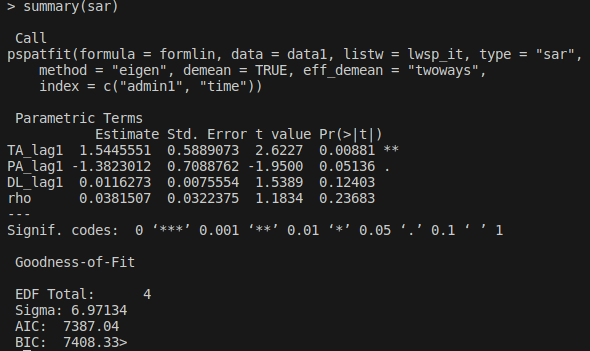 > summary(sar)
Call
pspatfit(formula = formlin, data = data1, listw = lwsp_it, type = "sar",
method = "eigen", demean = TRUE, eff_demean = "twoways",
index = c("admin1", "time"))
Parametric Terms
Estimate Std. Error t value Pr(>|t|)
TA_lag1 1.5445551 0.5889073 2.6227 0.00881 **
PA_lag1 -1.3823012 0.7088762 -1.9500 0.05136 .
DL_lag1 0.0116273 0.0075554 1.5389 0.12403
rho 0.0381507 0.0322375 1.1834 0.23683
---
Signif. codes: 0 ‘***’ 0.001 ‘**’ 0.01 ‘*’ 0.05 ‘.’ 0.1 ‘ ’ 1
Goodness-of-Fit
EDF Total: 4
Sigma: 6.97134
AIC: 7387.04
BIC: 7408.33>